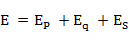 E = E_P + E_q + E_S